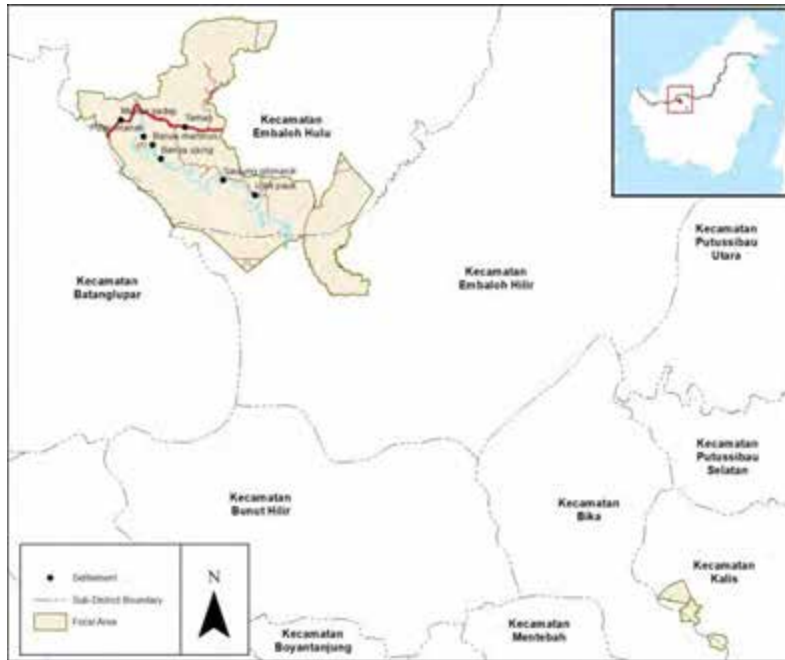 Kecamatan
Embaloh Hulu
Kecamatan
Putussibau
Utara
Kecamatan
Batanglupar
Kecamatan
Embaloh Hilir
Kecamatan
Putussibau
Selatan
Kecamatan
Bunut Hilir
Kecamatan
Bika
Kecamatan
Kalis
Kecamatan
Boyantanjung
Kecamatan
Mentebah
Settlement
Sub-District Boundary
Focal Area
N